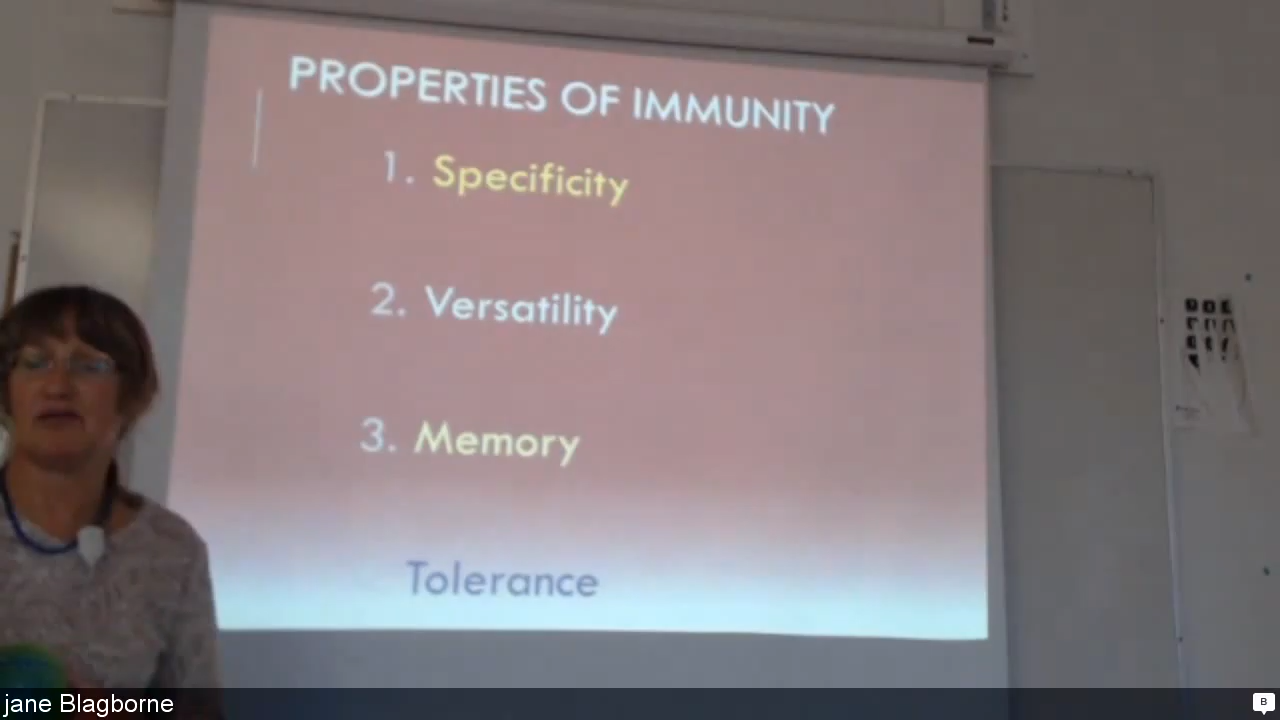 PROPERTIES OF IMMUNITY
1. Specificity
2. Versatility
3. Memory
Tolerance
jane Blagborne
B